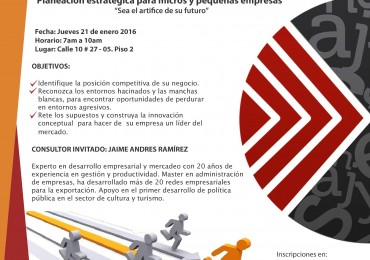 Planeación estratégica para micros y pequeñas empresas
"Sea el artífice de su futuro"
Fecha: Jueves 21 de enero 2016
Horario: 7am a 10am
Lugar: Calle 10 # 27 - 05. Piso 2
OBJETIVOS:
Identifique la posición competitiva de su negocio.
Reconozca los entornos hacinados y las manchas
blancas, para encontrar oportunidades de perdurar
en entornos agresivos.
Rete los supuestos y construya la innovación
conceptual para hacer de su empresa un líder del
mercado.
CONSULTOR INVITADO: JAIME ANDRES RAMÍREZ
Experto en desarrollo empresarial y mercadeo con 20 años de
experiencia en gestión y productividad. Master en administración
de empresas, ha desarrollado más de 20 redes empresariales
para la exportación. Apoyo en el primer desarrollo de política
pública en el sector de cultura y turismo.
Inscripciones en: